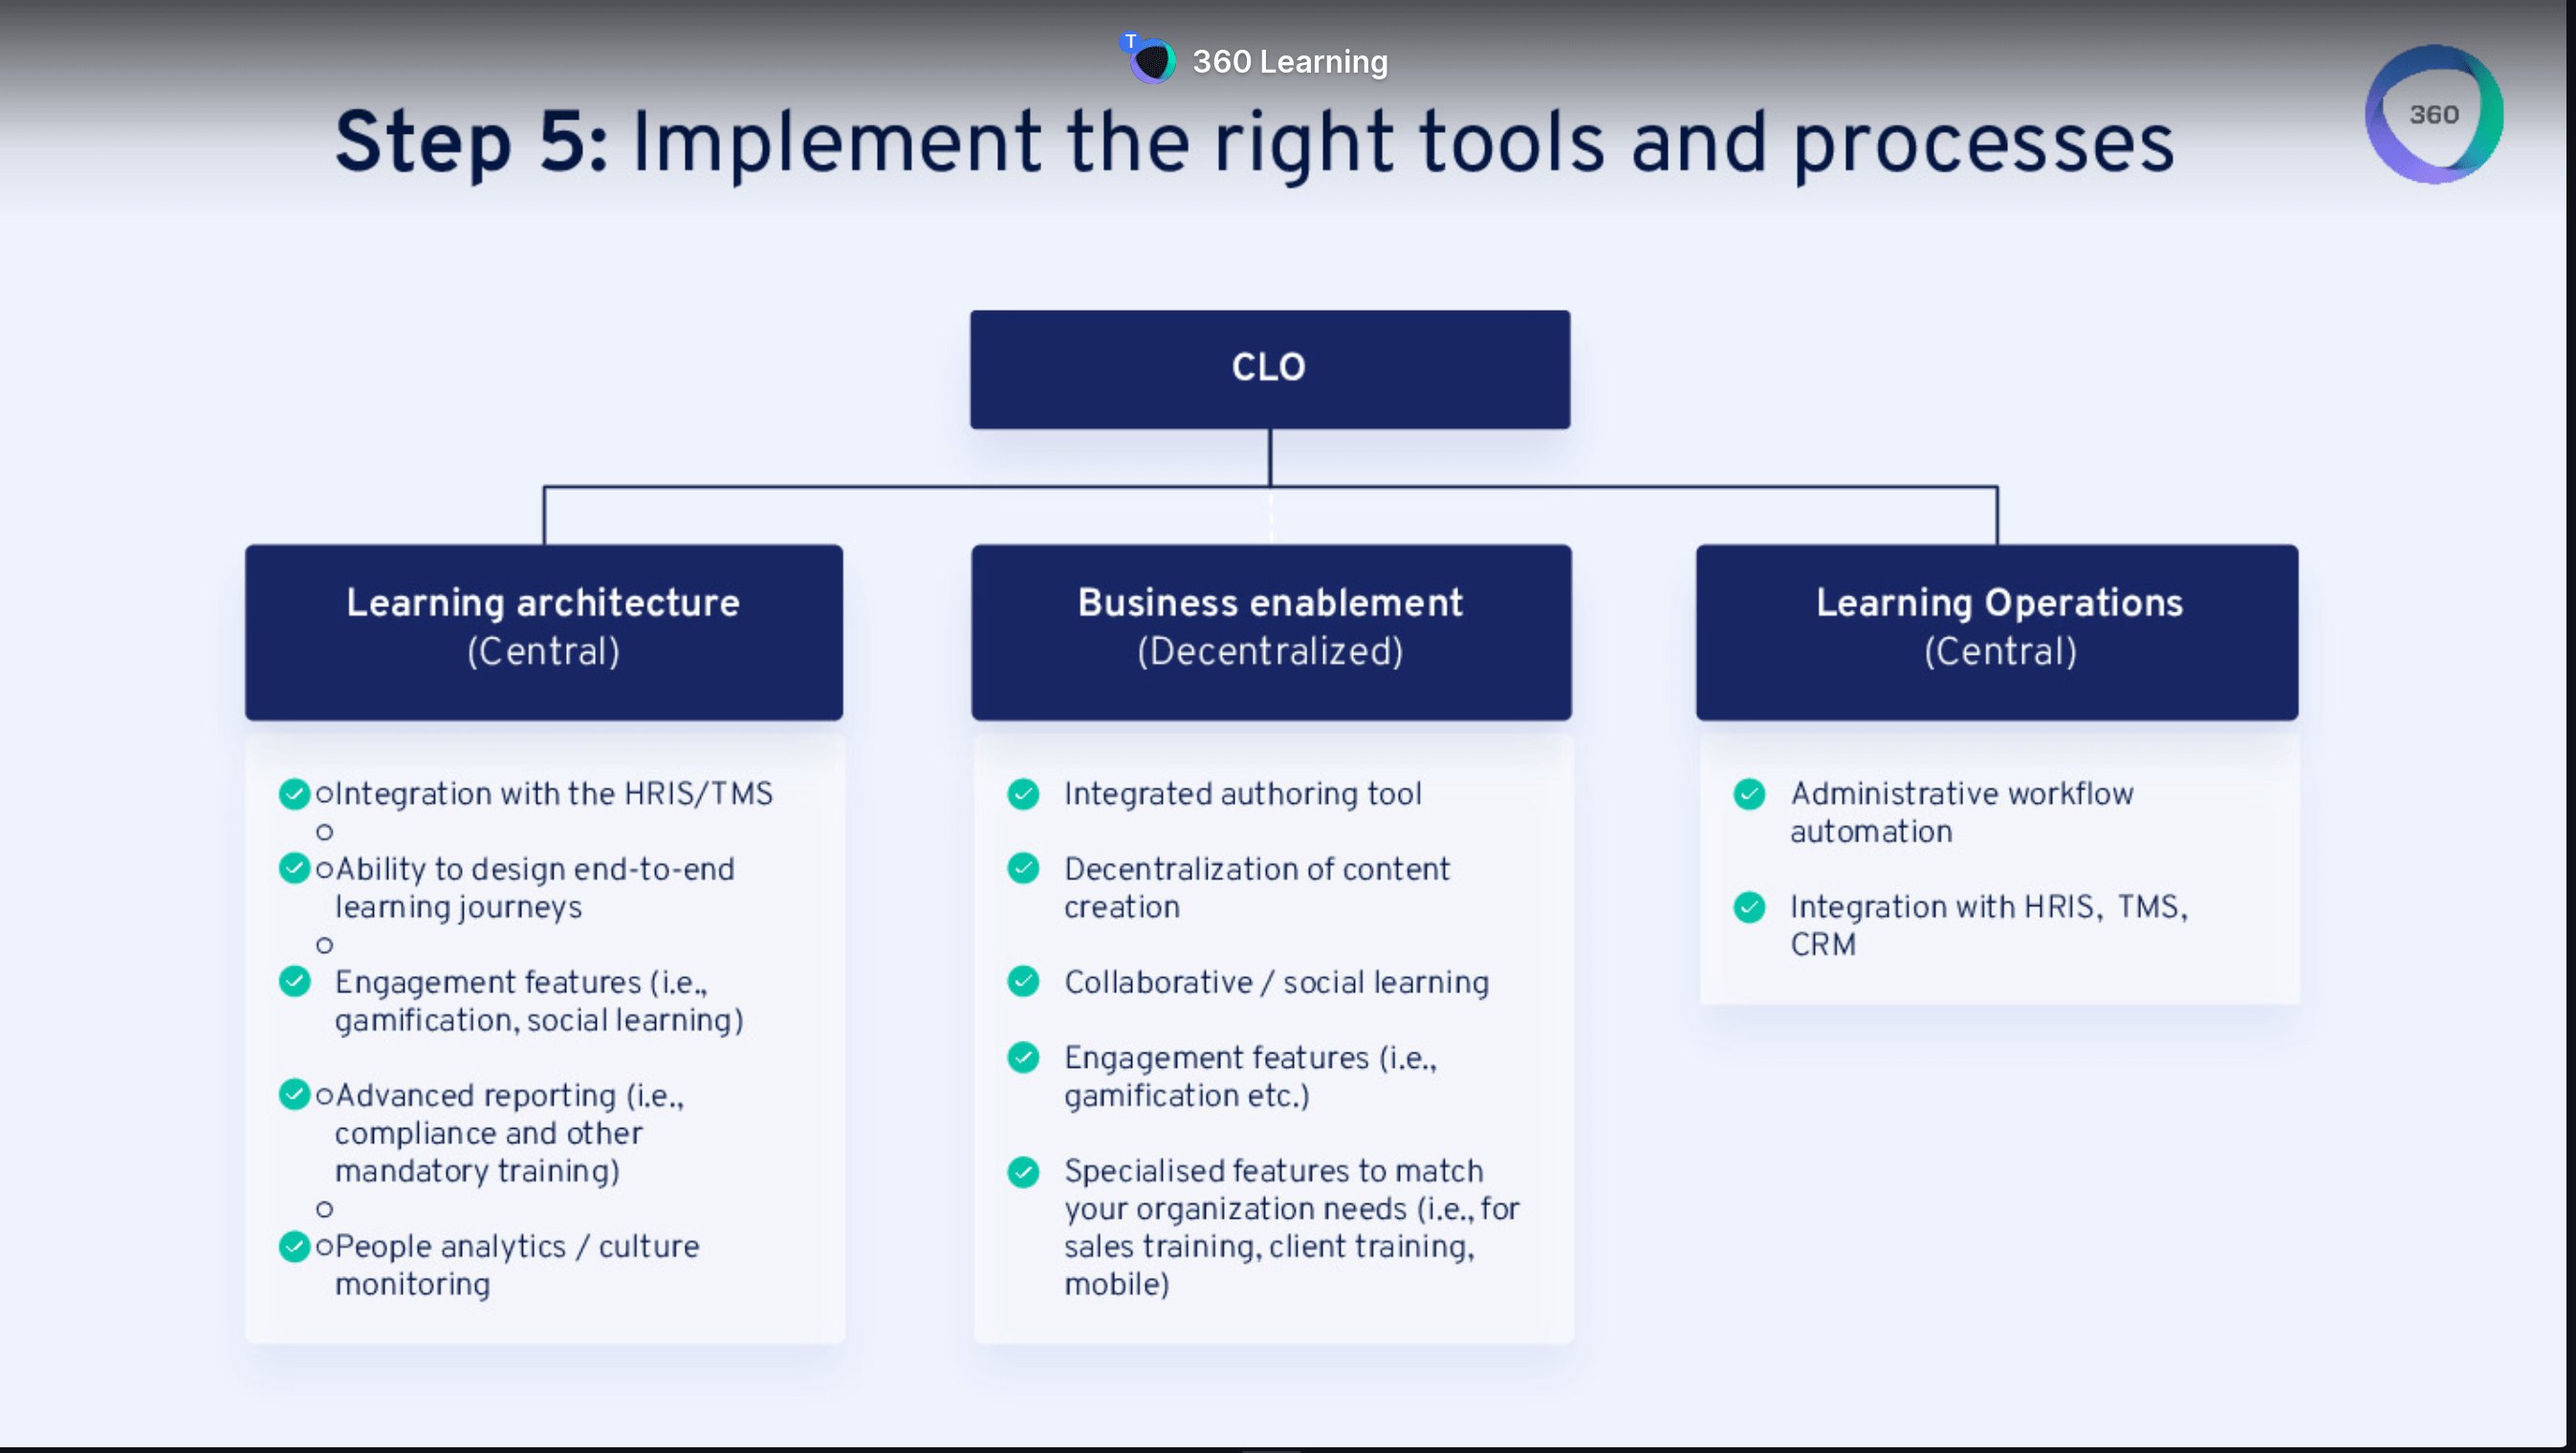 T
360 Learning
360
Step 5: Implement the right tools and processes
CLO
Learning architecture
(Central)
Integration with the HRIS/TMS
Ability to design end-to-end
learning journeys
Engagement features (i.e.,
gamification, social learning)
Advanced reporting (i.e.,
compliance and other
mandatory training)
People analytics / culture
monitoring
Business enablement
(Decentralized)
Integrated authoring tool
Decentralization of content
creation
Collaborative / social learning
Engagement features (i.e.,
gamification etc.)
Specialised features to match
your organization needs (i.e., for
sales training, client training,
mobile)
Learning Operations
(Central)
Administrative workflow
automation
Integration with HRIS, TMS,
CRM